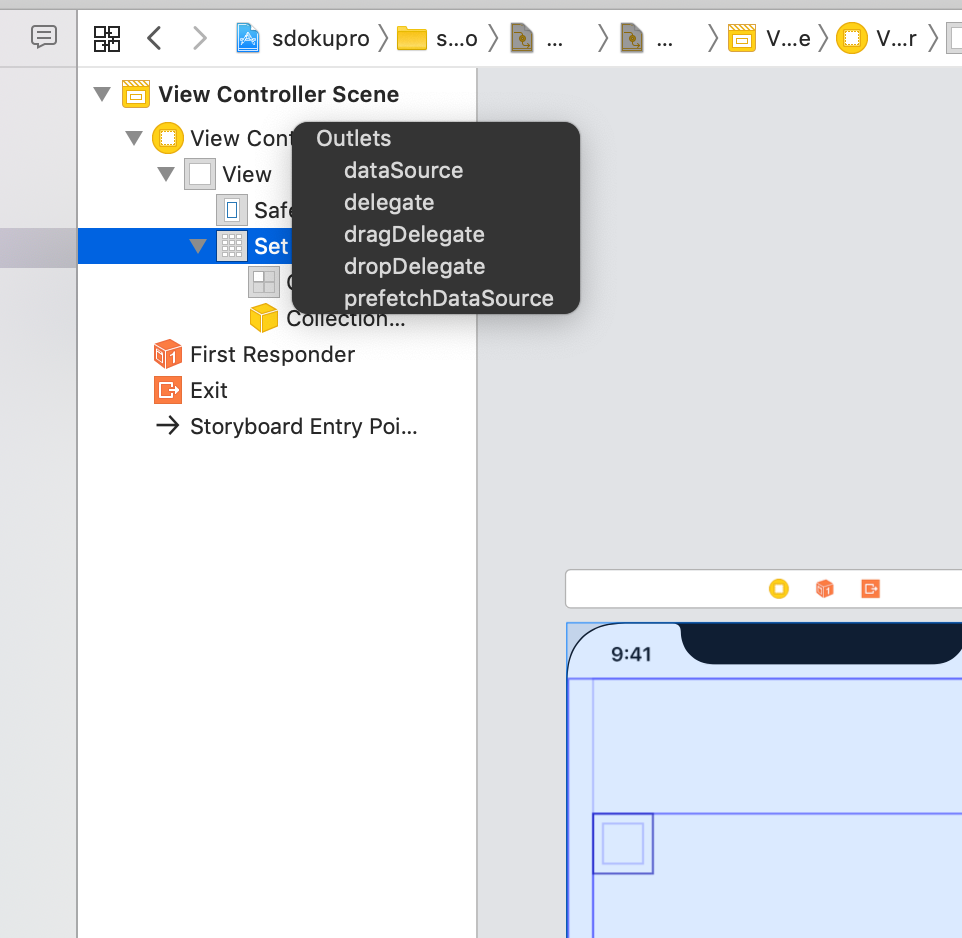 sdokupro s...o ... ... V...e V...r
View Controller Scene
View Cont
Outlets
View
dataSource
Safe
delegate
Set
dragDelegate
dropDelegate
prefetchDataSource
Collection...
First Responder
Exit
Storyboard Entry Poi...
9:41